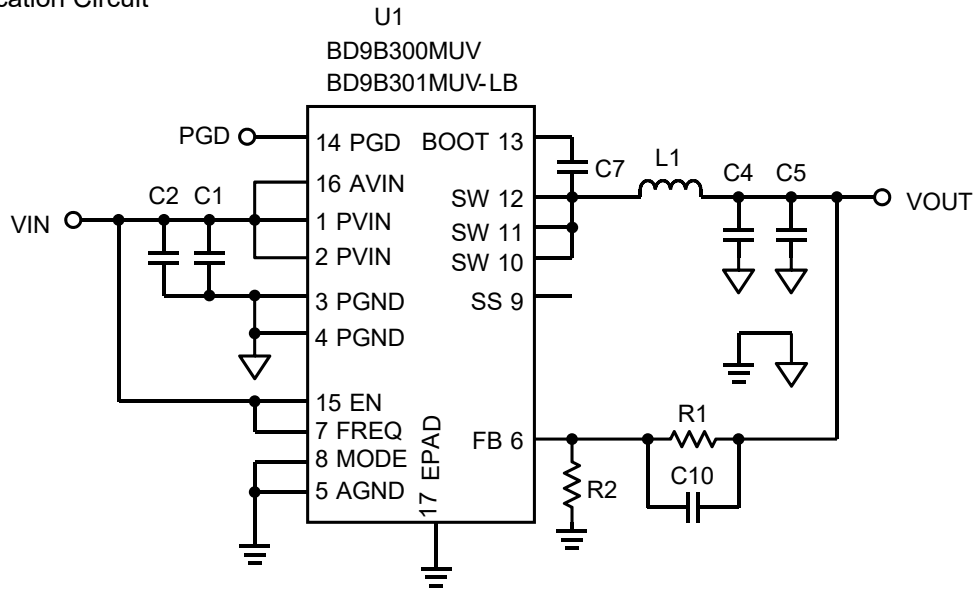 Circuit
U1
BD9B300MUV
BD9B301MUV-LB
PGD
14 PGD
BOOT 13
C7
L1
C4 C5
16 AVIN
C2 C1
SW 12
VIN
1 PVIN
VOUT
SW 11
2 PVIN
SW 10
3 PGND
SS 9
4 PGND
15 EN
R1
7 FREQ
FB 6
8 MODE
C10
5 AGND
17 EPAD
R2